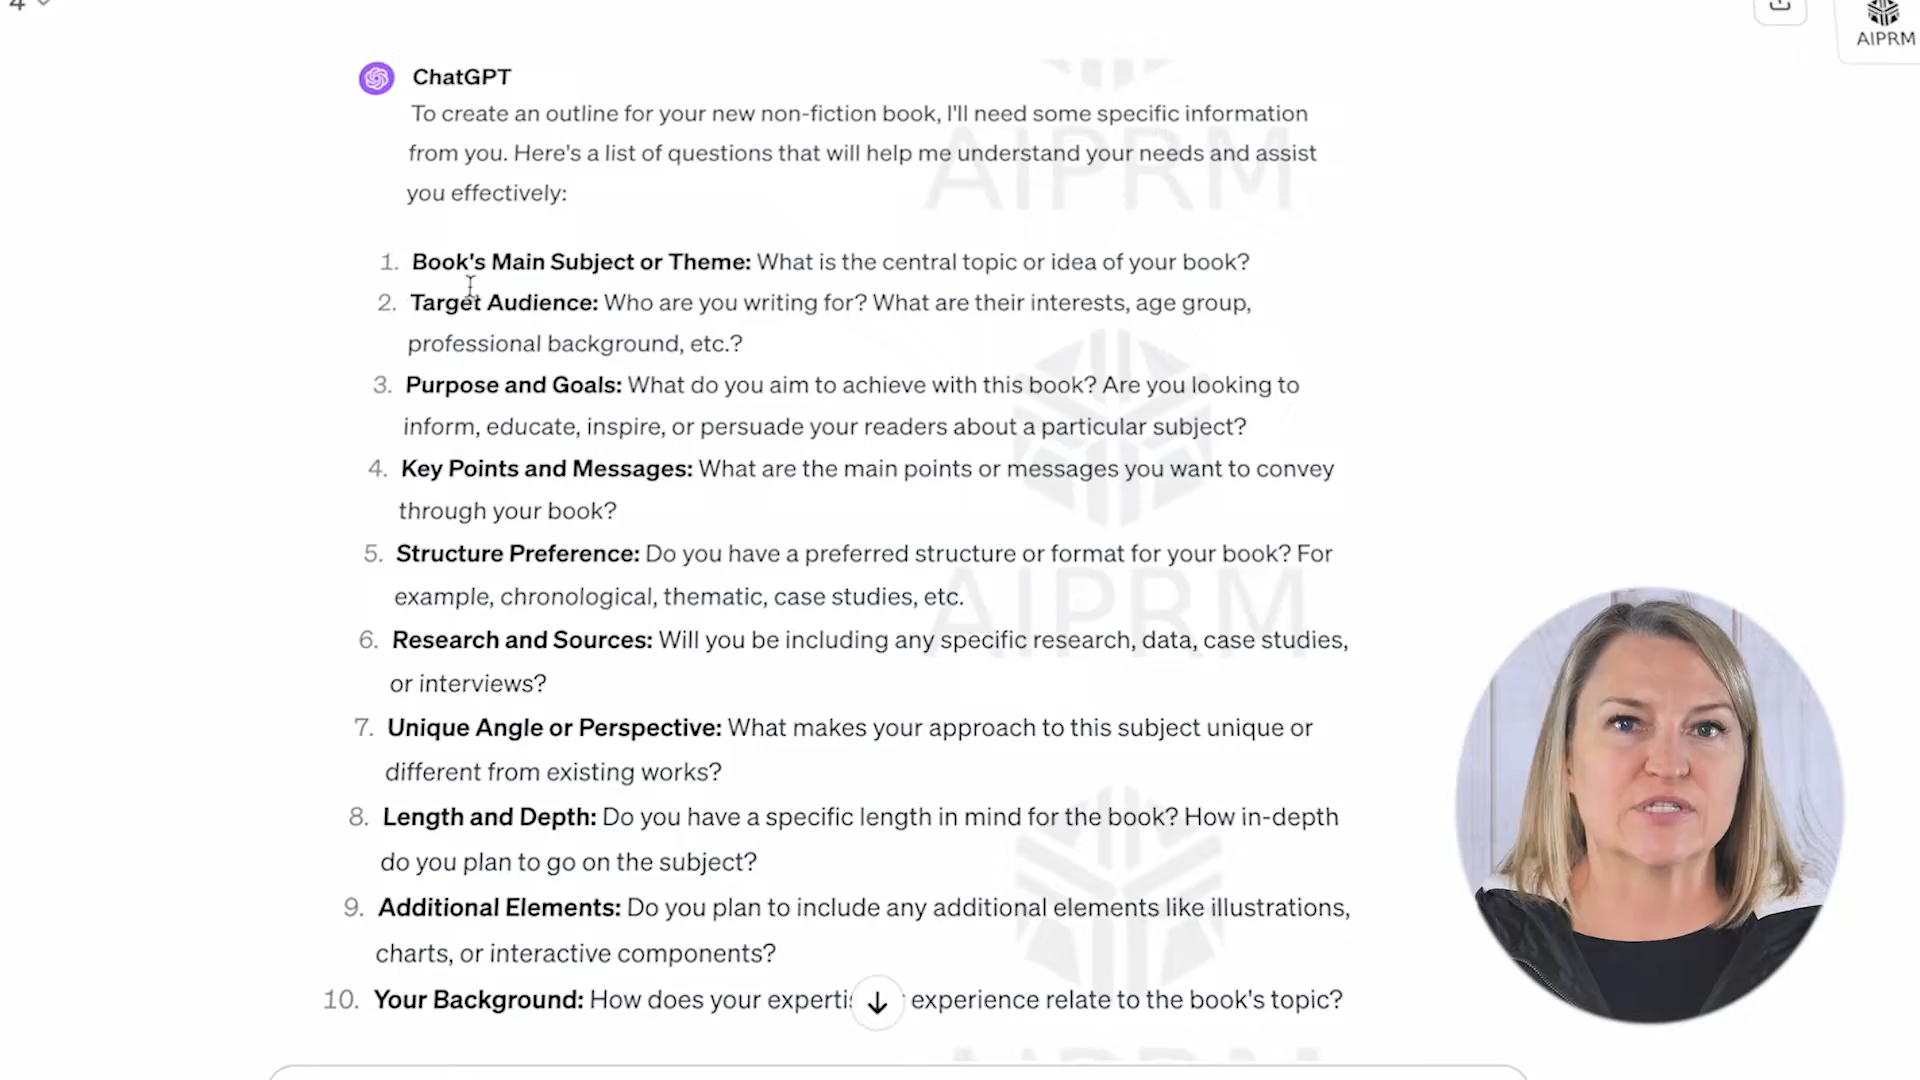 4
AIPRM
ChatGPT
To create an outline for your new non-fiction book, I'll need some specific information
from you. Here's a list of questions that will help me understand your needs and assist
you effectively:
AIPRM
1. Book's Main Subject or Theme: What is the central topic or idea of your book?
2. Target Audience: Who are you writing for? What are their interests, age group,
professional background, etc.?
3. Purpose and Goals: What do you aim to achieve with this book? Are you looking to
inform, educate, inspire, or persuade your readers about a particular subject?
4. Key Points and Messages: What are the main points or messages you want to convey
through your book?
5. Structure Preference: Do you have a preferred structure or format for your book? For
example, chronological, thematic, case studies, etc.
AIPRM
6. Research and Sources: Will you be including any specific research, data, case studies,
or interviews?
7. Unique Angle or Perspective: What makes your approach to this subject unique or
different from existing works?
8. Length and Depth: Do you have a specific length in mind for the book? How in-depth
do you plan to go on the subject?
9. Additional Elements: Do you plan to include any additional elements like illustrations,
charts, or interactive components?
10. Your Background: How does your experience relate to the book's topic?